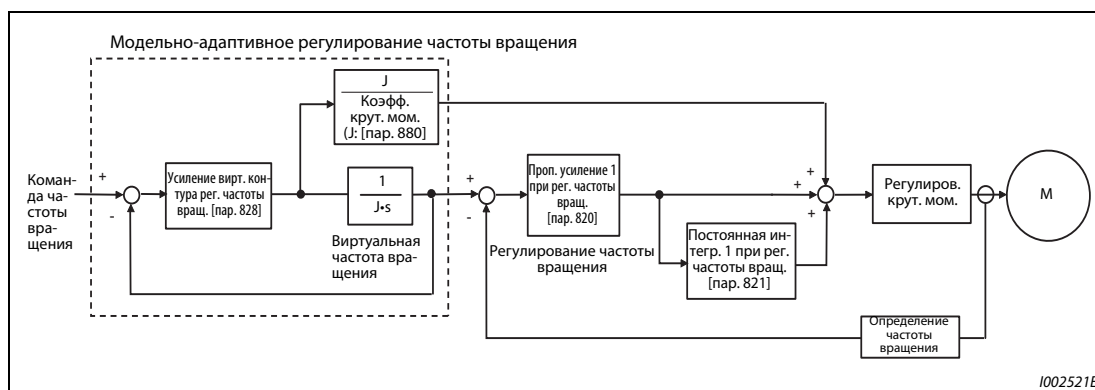 Модельно-адаптивное регулирование частоты вращения
J
Коэфф.
крут. мом.
(J: [пар. 880]
Коман-
да ча-
стоты
вра-
щения
+
-
Усиление вирт. кон-
тура рег. частоты
вращ. [пар. 828]
1
J•s
Виртуальная
частота вра-
щения
+
-
Проп. усиление 1
при рег. частоты
вращ.
[пар. 820]
Регулирование частоты
вращения
Постоянная ин-
тегр. 1 при рег.
частоты вращ.
[пар. 821]
+
+
+
Регулиров.
крут. мом.
M
Определение
частоты
вращения
I002521E